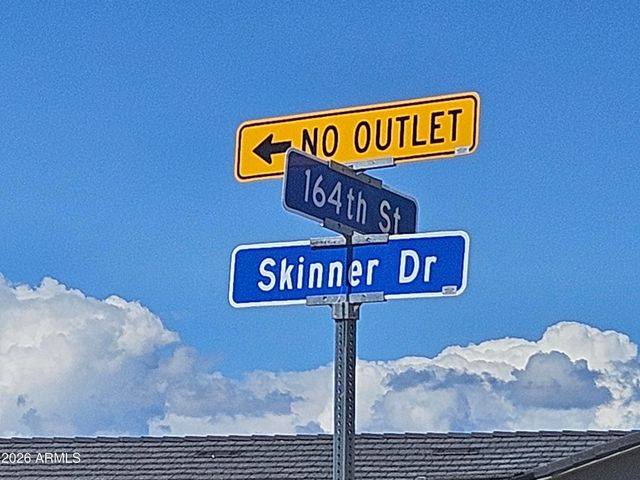 NO OUTLET
164th St
Skinner Dr
2026 ARMLS